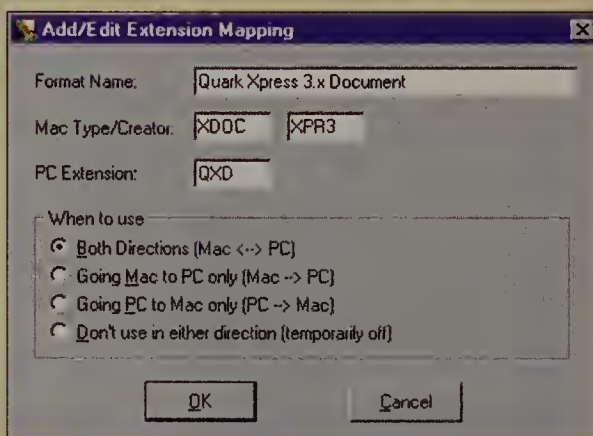 Add/Edit Extension Mapping
Format Name: Quark Xpress 3.x Document
Mac Type/Creator: XDOC XPR3
PC Extension: QXD
When to use
Both Directions (Mac <--> PC)
Going Mac to PC only (Mac --> PC)
Going PC to Mac only (PC --> Mac)
Don't use in either direction (temporarily off)
OK Cancel